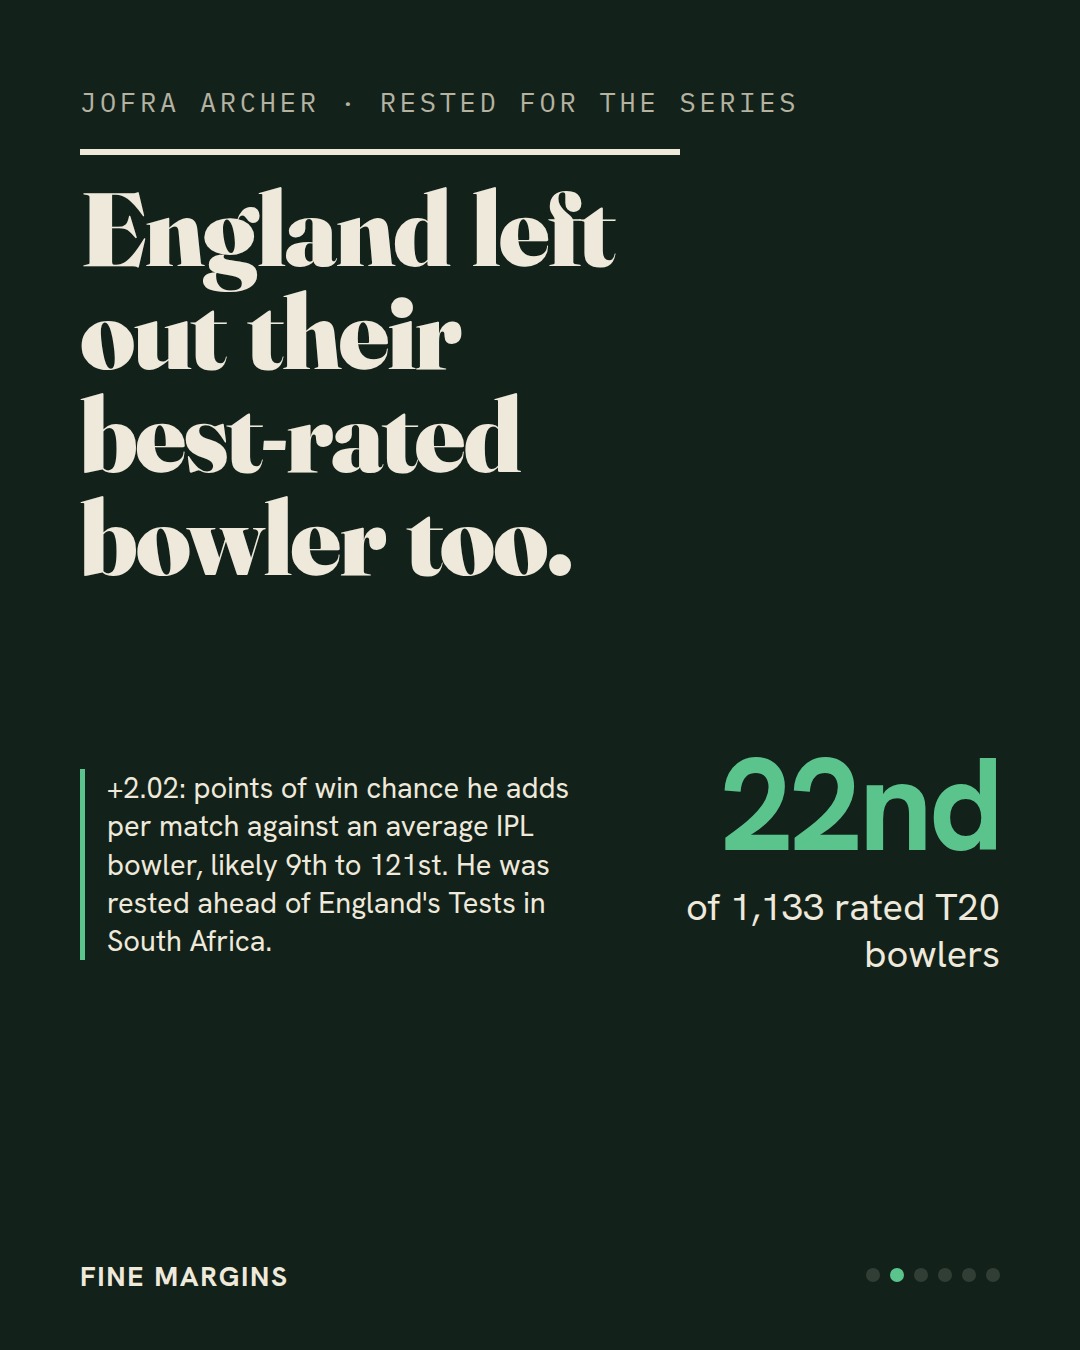 JOFRA ARCHER · RESTED FOR THE SERIES
England left
out their
best-rated
bowler too.
+2.02: points of win chance he adds
per match against an average IPL
bowler, likely 9th to 121st. He was
rested ahead of England's Tests in
South Africa.
22nd
of 1,133 rated T20
bowlers
FINE MARGINS